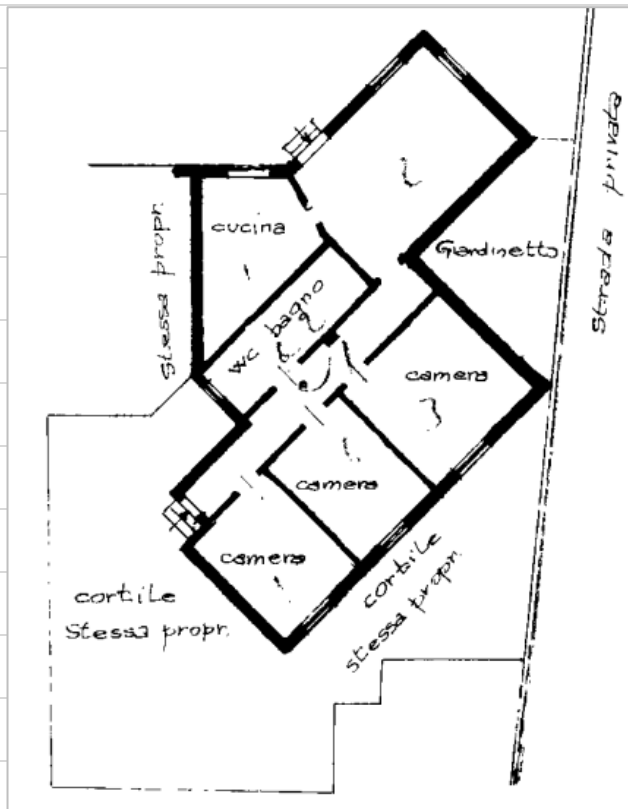 Strada privata
cucina
Stessa propr.
Giardinetto
wc bagno
camera
camera
camera
cortile
stessa propr.
cortile
Stessa propr.